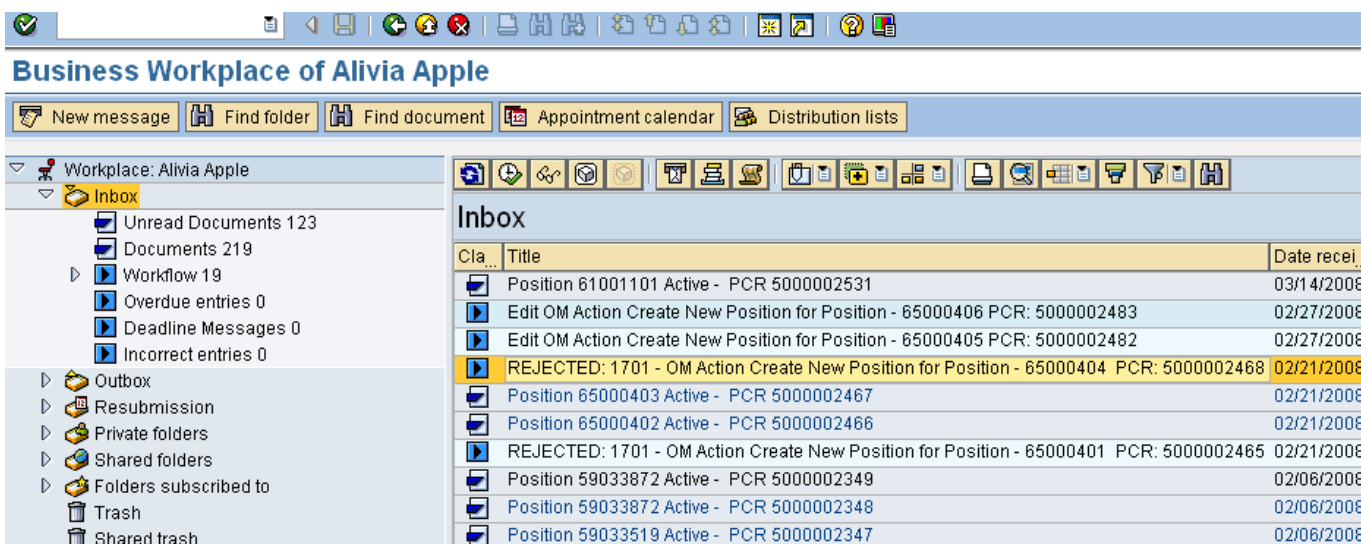 Business Workplace of Alivia Apple
New message Find folder Find document 12 Appointment calendar Distribution lists
Workplace: Alivia Apple
Inbox
Unread Documents 123
Documents 219
Workflow 19
Overdue entries 0
Deadline Messages 0
Incorrect entries 0
Outbox
Resubmission
Private folders
Shared folders
Folders subscribed to
Trash
Shared trash
Inbox
Cla... Title Date recei...
Position 61001101 Active - PCR 5000002531 03/14/2008
Edit OM Action Create New Position for Position - 65000406 PCR: 5000002483 02/27/2008
Edit OM Action Create New Position for Position - 65000405 PCR: 5000002482 02/27/2008
REJECTED: 1701 - OM Action Create New Position for Position - 65000404 PCR: 5000002468 02/21/2008
Position 65000403 Active - PCR 5000002467 02/21/2008
Position 65000402 Active - PCR 5000002466 02/21/2008
REJECTED: 1701 - OM Action Create New Position for Position - 65000401 PCR: 5000002465 02/21/2008
Position 59033872 Active - PCR 5000002349 02/06/2008
Position 59033872 Active - PCR 5000002348 02/06/2008
Position 59033519 Active - PCR 5000002347 02/06/2008